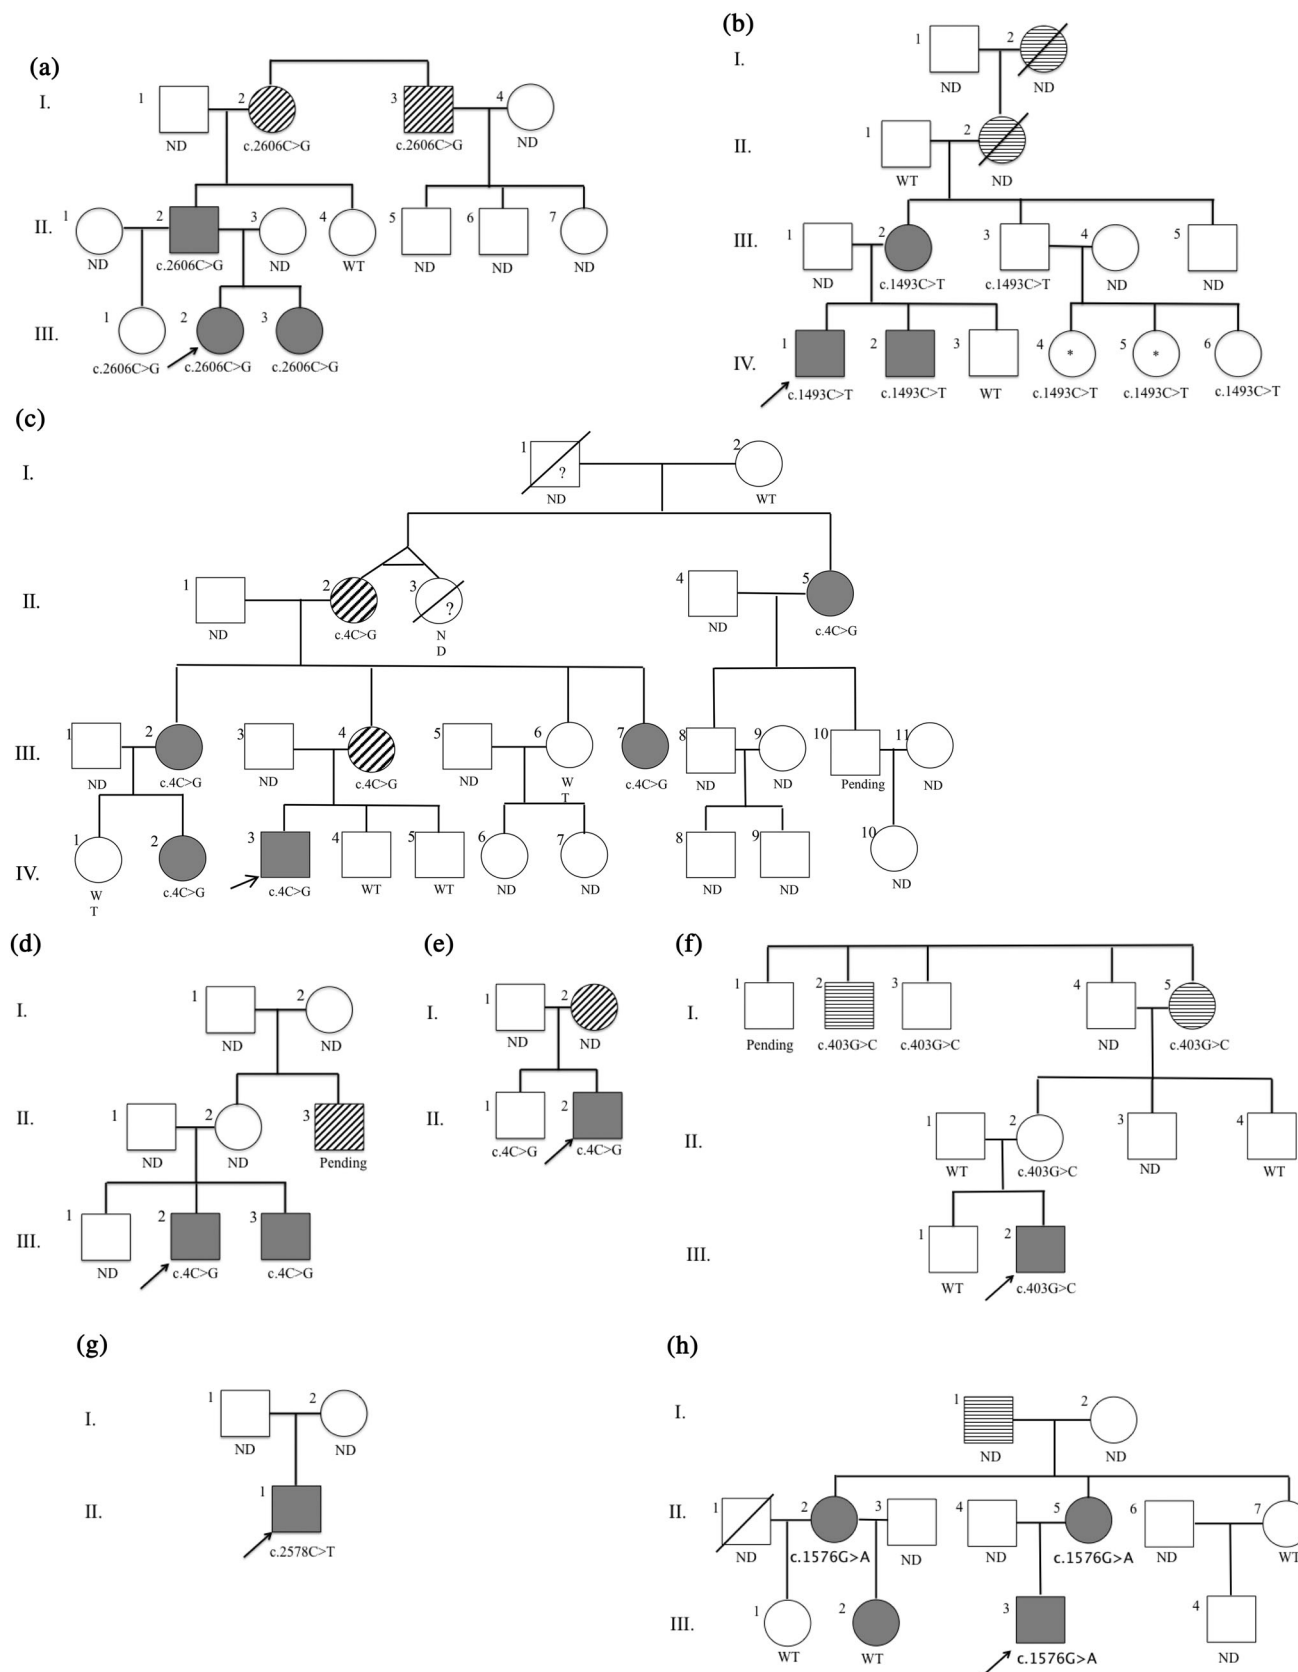 (a)
I.
1
2
3
4
ND
c.2606C>G
c.2606C>G
ND
II.
1
2
3
4
5
6
7
ND
c.2606C>G
ND
WT
ND
ND
ND
III.
1
2
3
c.2606C>G
c.2606C>G
c.2606C>G
(b)
I.
1
2
ND
ND
II.
1
2
WT
ND
III.
1
2
3
4
5
ND
c.1493C>T
c.1493C>T
ND
ND
IV.
1
2
3
4
*
5
*
6
c.1493C>T
c.1493C>T
WT
c.1493C>T
c.1493C>T
c.1493C>T
(c)
I.
1
?
2
ND
WT
II.
1
2
3
?
4
5
ND
c.4C>G
N
D
ND
c.4C>G
III.
1
2
3
4
5
6
7
8
9
10
11
ND
c.4C>G
ND
c.4C>G
ND
W
T
c.4C>G
ND
ND
Pending
ND
IV.
1
2
3
4
5
6
7
8
9
10
W
T
c.4C>G
c.4C>G
WT
WT
ND
ND
ND
ND
ND
(d)
I.
1
2
ND
ND
II.
1
2
3
ND
ND
Pending
III.
1
2
3
ND
c.4C>G
c.4C>G
(e)
I.
1
2
ND
ND
II.
1
2
c.4C>G
c.4C>G
(f)
I.
1
2
3
4
5
Pending
c.403G>C
c.403G>C
ND
c.403G>C
II.
1
2
3
4
WT
c.403G>C
ND
WT
III.
1
2
WT
c.403G>C
(g)
I.
1
2
ND
ND
II.
1
c.2578C>T
(h)
I.
1
2
ND
ND
II.
1
2
3
4
5
6
7
ND
c.1576G>A
ND
ND
c.1576G>A
ND
WT
III.
1
2
3
4
WT
WT
c.1576G>A
ND